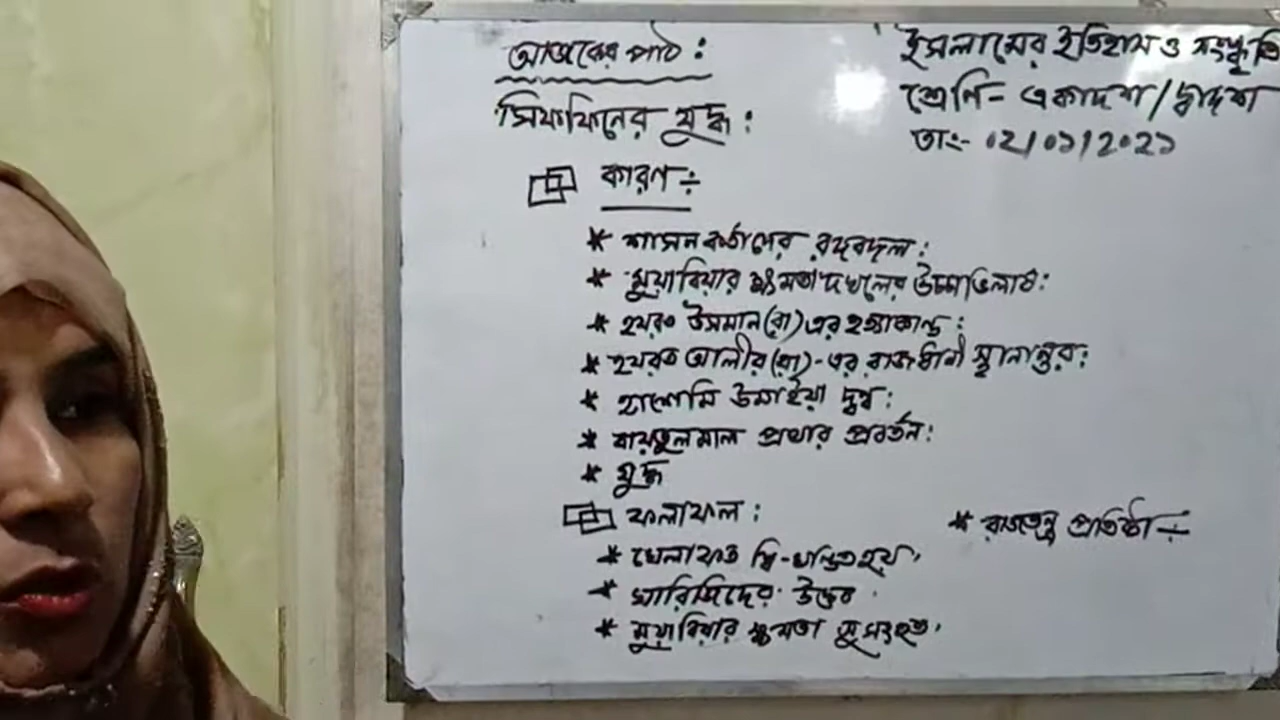 আজকের পাঠ:
সিফফিনের যুদ্ধ:
কারণ ÷
* শাসনকর্তাদের রদবদল:
* মুয়াবিয়ার ক্ষমতা দখলের উচ্চাভিলাষ:
* হযরত উসমান(রা) এর হত্যাকান্ড:
* হযরত আলীর(রা)-এর রাজধানী স্থানান্তর:
* হাশেমি উমাইয়া দ্বন্দ্ব:
* বায়তুলমাল প্রথার প্রবর্তন:
* যুদ্ধ
ফলাফল:
* খেলাফত দ্বি-খন্ডিত হয়,
* খারিজিদের উদ্ভব
* মুয়াবিয়ার ক্ষমতা সুসংহত,
* রাজতন্ত্র প্রতিষ্ঠা ÷
ইসলামের ইতিহাস ও সংস্কৃতি
শ্রেণি- একাদশ/দ্বাদশ
তাং:- ০২/০১/২০২১